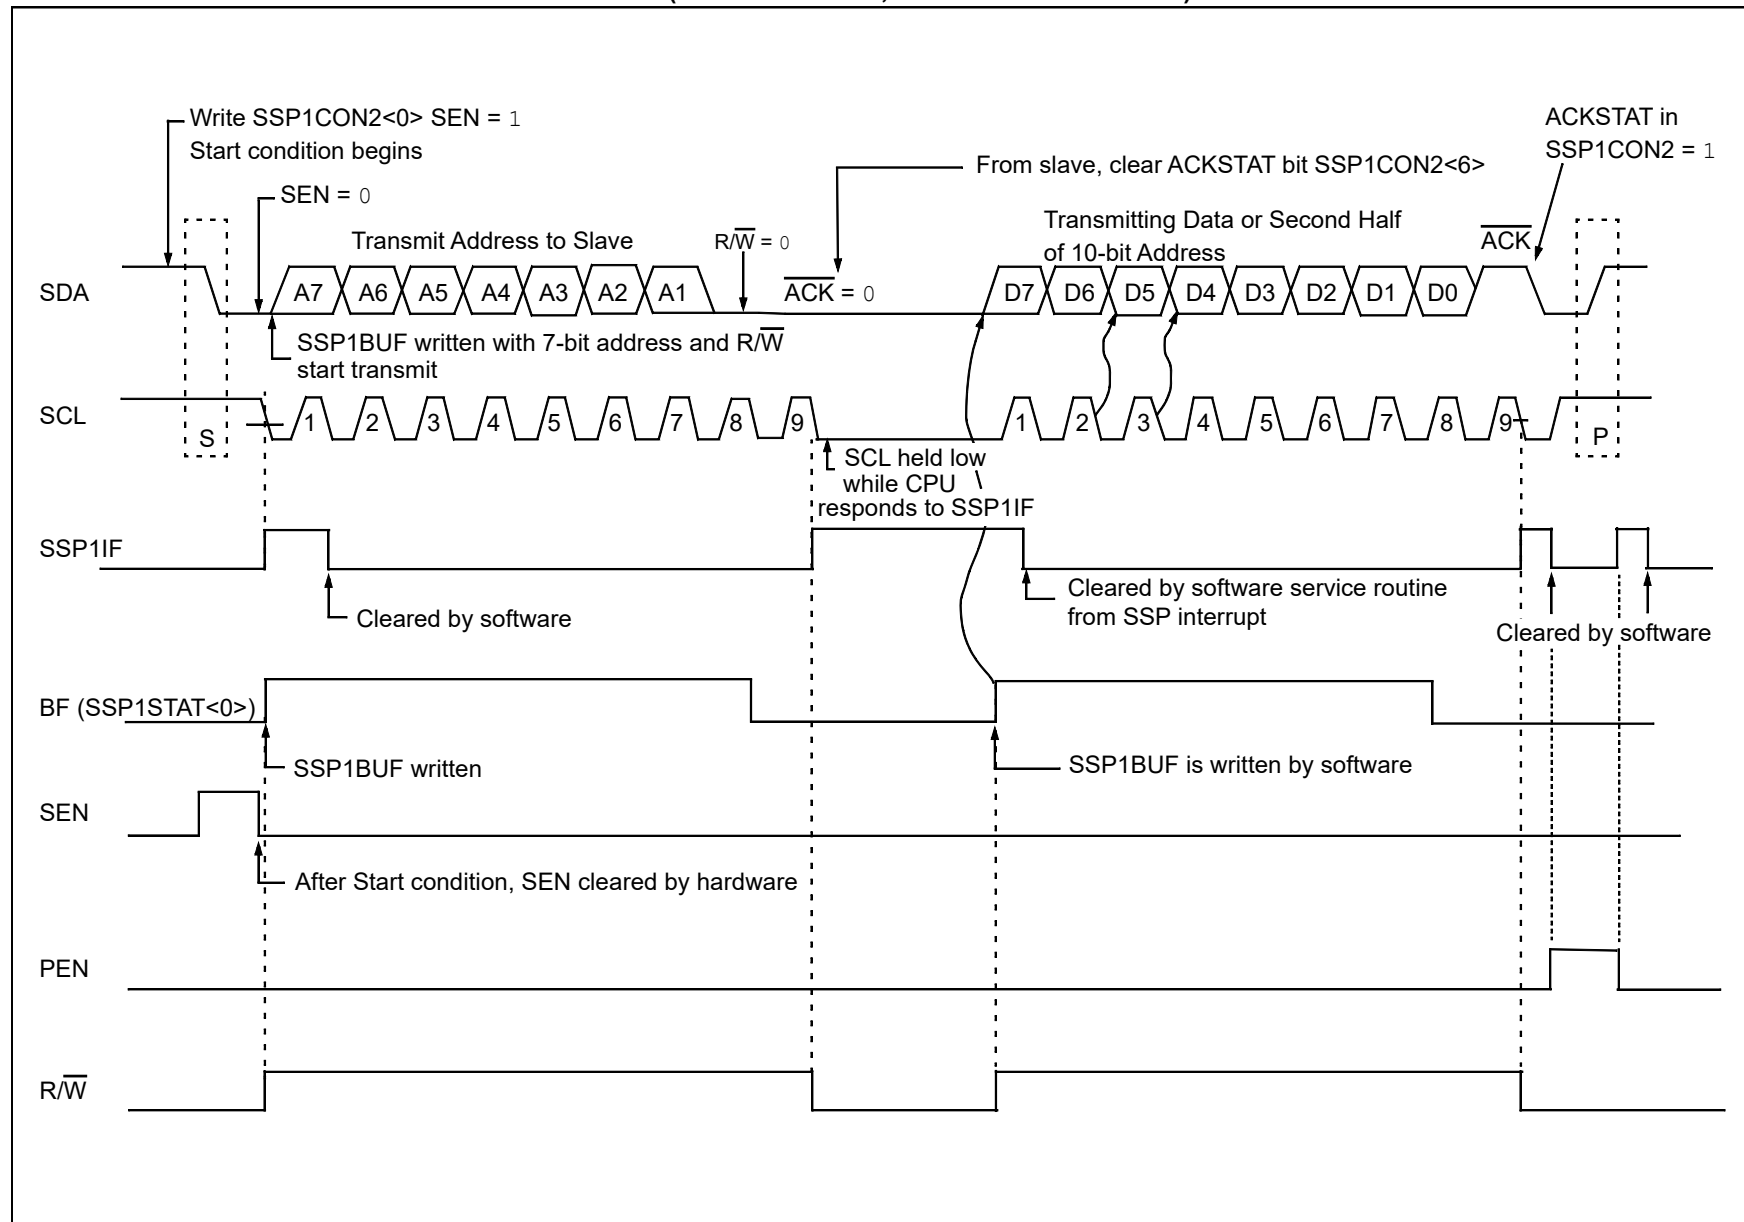 Write SSP1CON2<0> SEN = 1
Start condition begins
ACKSTAT in
SSP1CON2 = 1
From slave, clear ACKSTAT bit SSP1CON2<6>
SEN = 0
Transmit Address to Slave
R/W̅ = 0
Transmitting Data or Second Half
of 10-bit Address
A̅C̅K̅
SDA
A7 A6 A5 A4 A3 A2 A1
A̅C̅K̅ = 0
D7 D6 D5 D4 D3 D2 D1 D0
SSP1BUF written with 7-bit address and R/W̅
start transmit
SCL
S
1 2 3 4 5 6 7 8 9
1 2 3 4 5 6 7 8 9
P
SCL held low
while CPU
responds to SSP1IF
SSP1IF
Cleared by software
Cleared by software service routine
from SSP interrupt
Cleared by software
BF (SSP1STAT<0>)
SSP1BUF written
SSP1BUF is written by software
SEN
After Start condition, SEN cleared by hardware
PEN
R/W̅